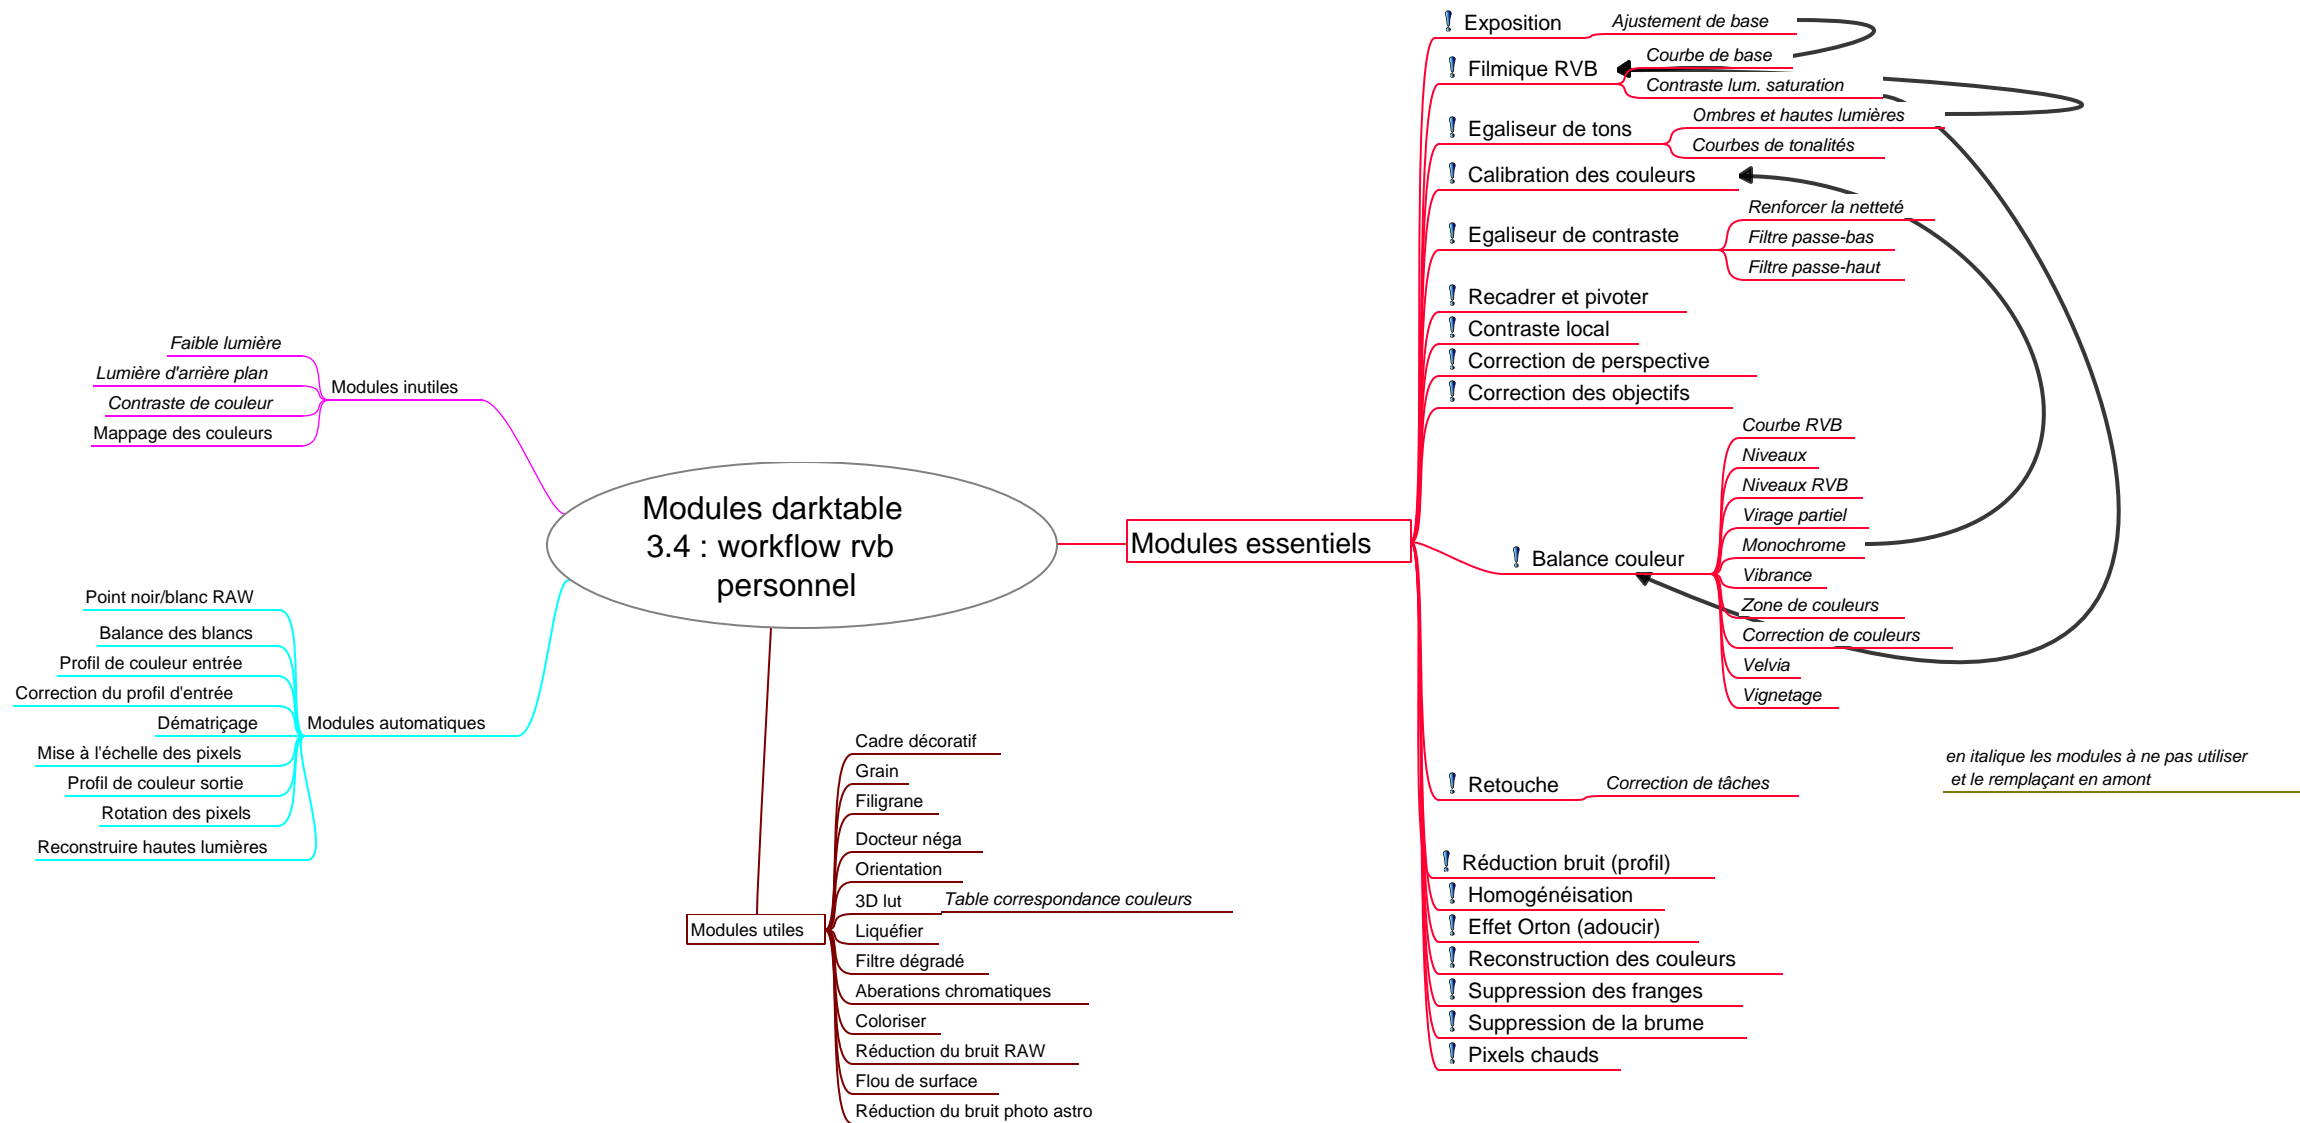 Modules darktable
3.4 : workflow rvb
personnel
Modules essentiels
Exposition
Ajustement de base
Filmique RVB
Courbe de base
Contraste lum. saturation
Egaliseur de tons
Ombres et hautes lumières
Courbes de tonalités
Calibration des couleurs
Egaliseur de contraste
Renforcer la netteté
Filtre passe-bas
Filtre passe-haut
Recadrer et pivoter
Contraste local
Correction de perspective
Correction des objectifs
Balance couleur
Courbe RVB
Niveaux
Niveaux RVB
Virage partiel
Monochrome
Vibrance
Zone de couleurs
Correction de couleurs
Velvia
Vignetage
Retouche
Correction de tâches
Réduction bruit (profil)
Homogénéisation
Effet Orton (adoucir)
Reconstruction des couleurs
Suppression des franges
Suppression de la brume
Pixels chauds
en italique les modules à ne pas utiliser
et le remplaçant en amont
Modules inutiles
Faible lumière
Lumière d'arrière plan
Contraste de couleur
Mappage des couleurs
Modules automatiques
Point noir/blanc RAW
Balance des blancs
Profil de couleur entrée
Correction du profil d'entrée
Dématriçage
Mise à l'échelle des pixels
Profil de couleur sortie
Rotation des pixels
Reconstruire hautes lumières
Modules utiles
Cadre décoratif
Grain
Filigrane
Docteur néga
Orientation
3D lut
Table correspondance couleurs
Liquéfier
Filtre dégradé
Aberations chromatiques
Coloriser
Réduction du bruit RAW
Flou de surface
Réduction du bruit photo astro